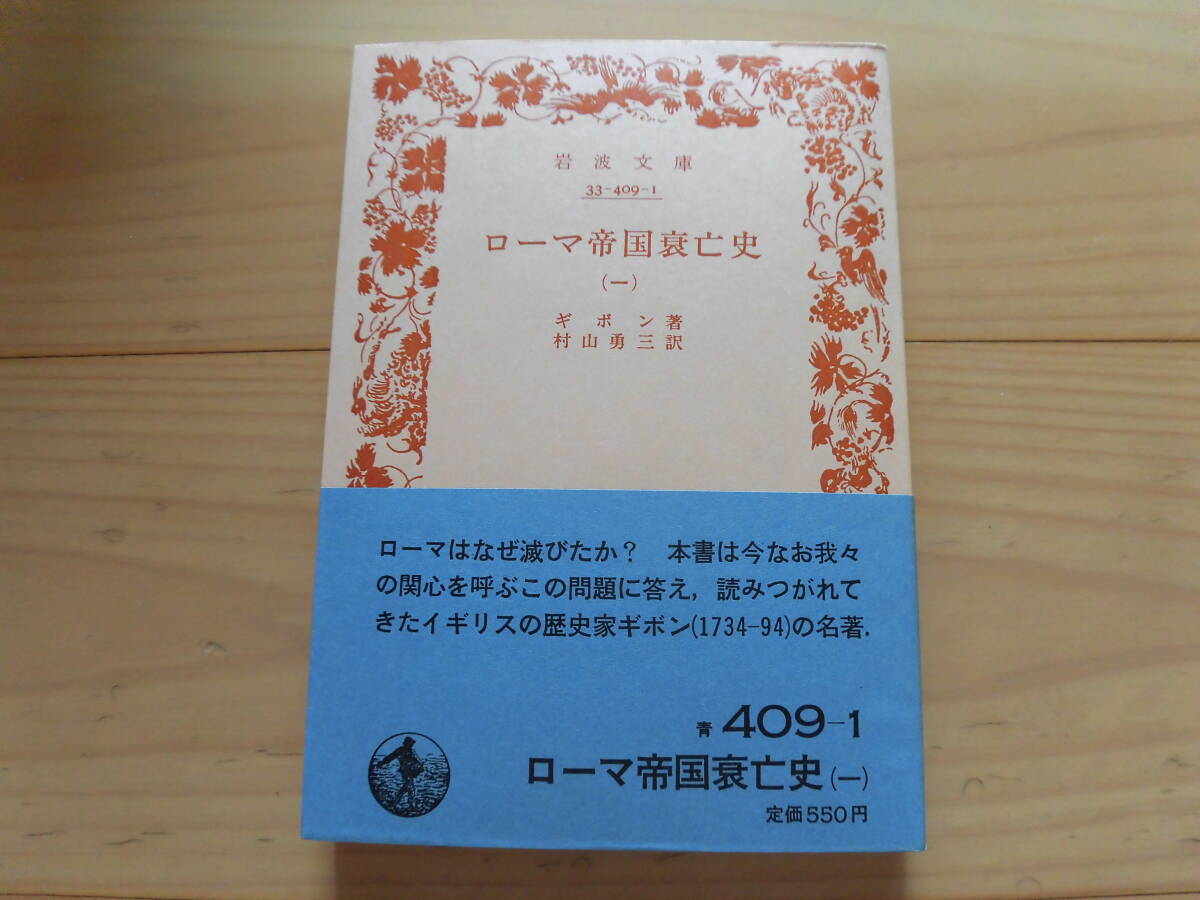 岩波文庫
33-409-1
ローマ帝国衰亡史
(一)
ギボン著
村山勇三訳
ローマはなぜ滅びたか? 本書は今なお我々
の関心を呼ぶこの問題に答え,読みつがれて
きたイギリスの歴史家ギボン(1734-94)の名著.
青 409-1
ローマ帝国衰亡史(一)
定価550円